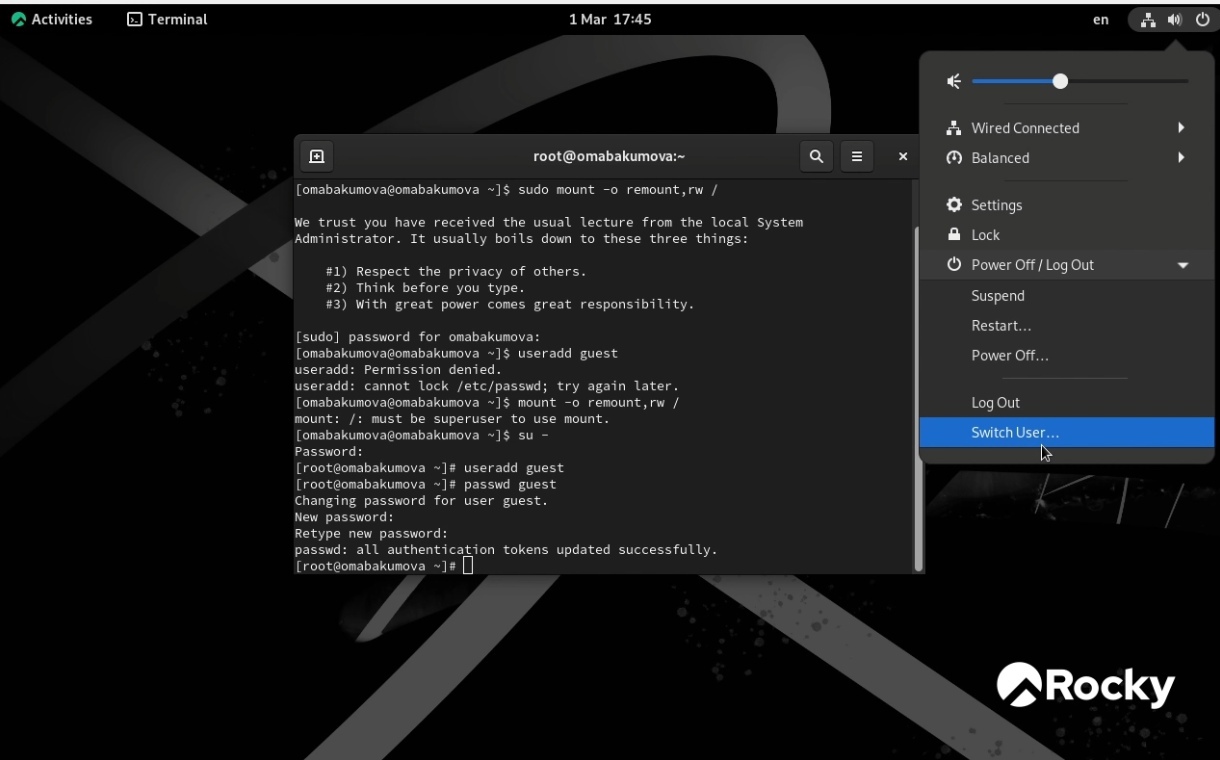 Activities
Terminal
1 Mar 17:45
en
root@omabakumova:~
[omabakumova@omabakumova ~]$ sudo mount -o remount,rw /
We trust you have received the usual lecture from the local System
Administrator. It usually boils down to these three things:
#1) Respect the privacy of others.
#2) Think before you type.
#3) With great power comes great responsibility.
[sudo] password for omabakumova:
[omabakumova@omabakumova ~]$ useradd guest
useradd: Permission denied.
useradd: cannot lock /etc/passwd; try again later.
[omabakumova@omabakumova ~]$ mount -o remount,rw /
mount: /: must be superuser to use mount.
[omabakumova@omabakumova ~]$ su -
Password:
[root@omabakumova ~]# useradd guest
[root@omabakumova ~]# passwd guest
Changing password for user guest.
New password:
Retype new password:
passwd: all authentication tokens updated successfully.
[root@omabakumova ~]#
Wired Connected
Balanced
Settings
Lock
Power Off / Log Out
Suspend
Restart...
Power Off...
Log Out
Switch User...
Rocky